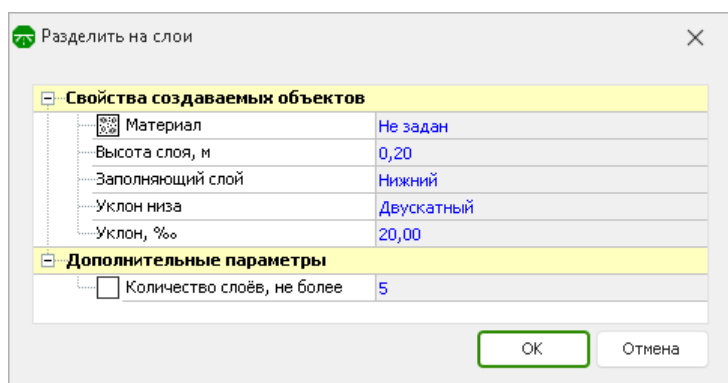 Разделить на слои
Свойства создаваемых объектов
Материал Не задан
Высота слоя, м 0,20
Заполняющий слой Нижний
Уклон низа Двускатный
Уклон, ‰ 20,00
Дополнительные параметры
Количество слоёв, не более 5
ОК Отмена